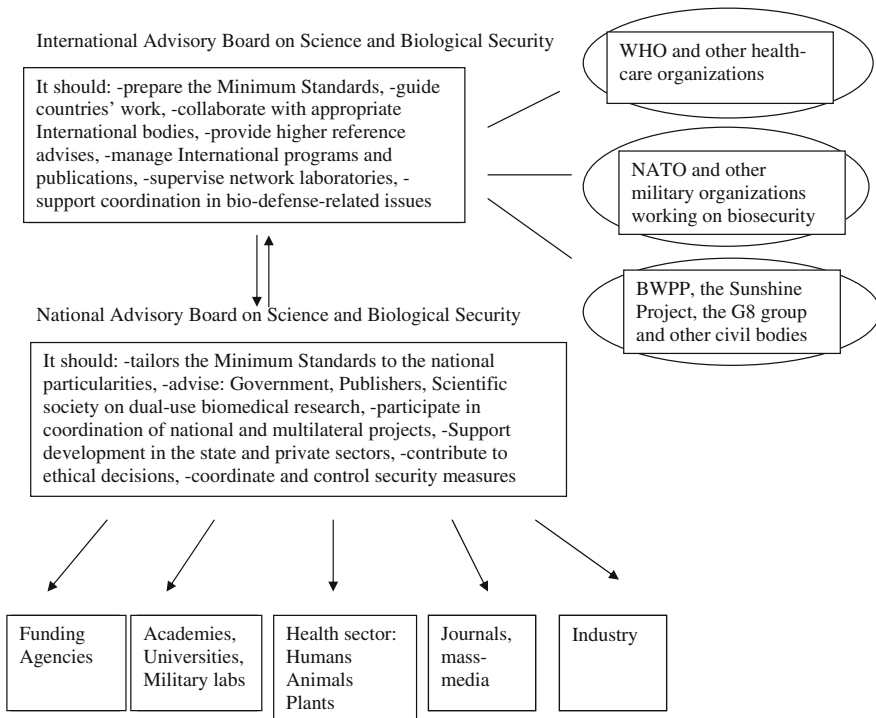 International Advisory Board on Science and Biological Security
It should: -prepare the Minimum Standards, -guide
countries’ work, -collaborate with appropriate
International bodies, -provide higher reference
advises, -manage International programs and
publications, -supervise network laboratories, -
support coordination in bio-defense-related issues
WHO and other health-
care organizations
NATO and other
military organizations
working on biosecurity
BWPP, the Sunshine
Project, the G8 group
and other civil bodies
National Advisory Board on Science and Biological Security
It should: -tailors the Minimum Standards to the national
particularities, -advise: Government, Publishers, Scientific
society on dual-use biomedical research, -participate in
coordination of national and multilateral projects, -Support
development in the state and private sectors, -contribute to
ethical decisions, -coordinate and control security measures
Funding
Agencies
Academies,
Universities,
Military labs
Health sector:
Humans
Animals
Plants
Journals,
mass-
media
Industry